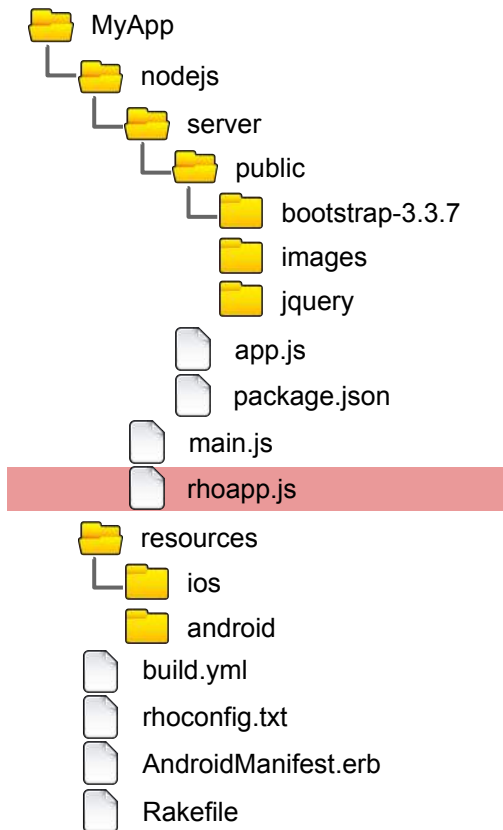 MyApp
nodejs
server
public
bootstrap-3.3.7
images
jquery
app.js
package.json
main.js
rhoapp.js
resources
ios
android
build.yml
rhoconfig.txt
AndroidManifest.erb
Rakefile